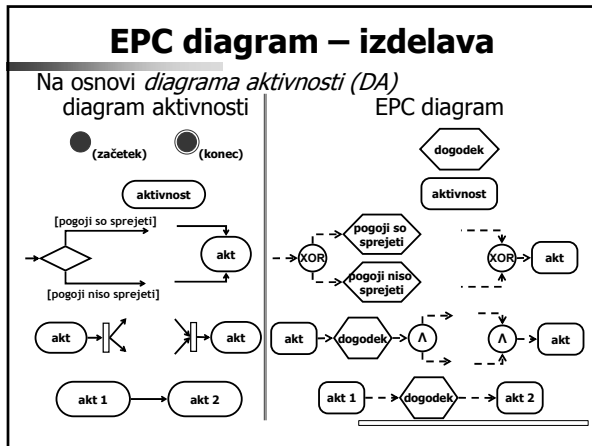 EPC diagram – izdelava
Na osnovi diagrama aktivnosti (DA)
diagram aktivnosti
(začetek)
(konec)
aktivnost
[pogoji so sprejeti]
akt
[pogoji niso sprejeti]
akt
akt
akt 1
akt 2
EPC diagram
dogodek
aktivnost
XOR
pogoji so
sprejeti
pogoji niso
sprejeti
XOR
akt
akt
dogodek
Λ
Λ
akt
akt 1
dogodek
akt 2